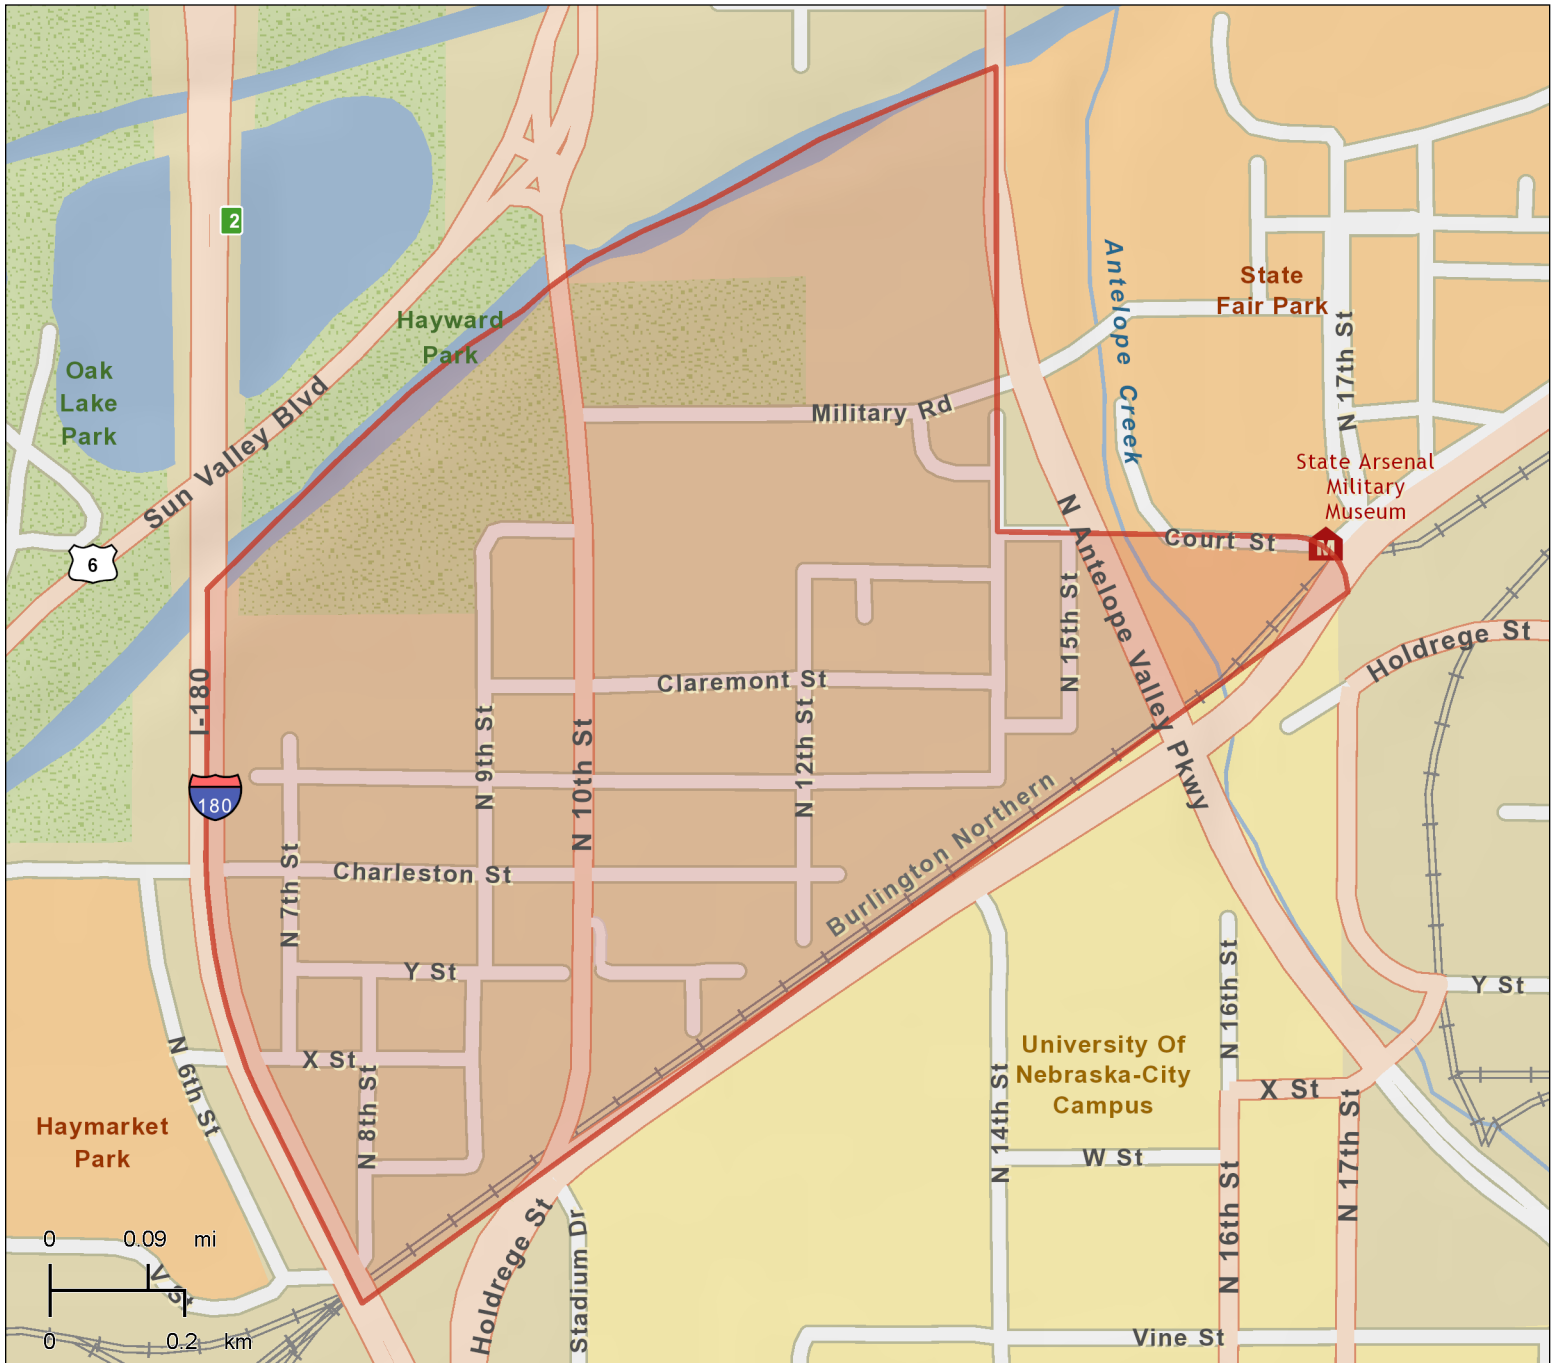 2
Antelope Creek
State
Fair Park
Hayward
Park
N 17th St
Oak
Lake
Park
Sun Valley Blvd
Military Rd
State Arsenal
Military
Museum
M
6
Court St
N Antelope Valley Pkwy
N 15th St
Holdrege St
I-180
Claremont St
N 9th St
N 10th St
N 12th St
180
Burlington Northern
Charleston St
N 7th St
Y St
Y St
N 16th St
X St
N 6th St
N 8th St
University Of
Nebraska-City
Campus
N 14th St
X St
N 17th St
Haymarket
Park
W St
N 16th St
Holdrege St
Stadium Dr
V St
0 0.09 mi
0 0.2 km
Vine St